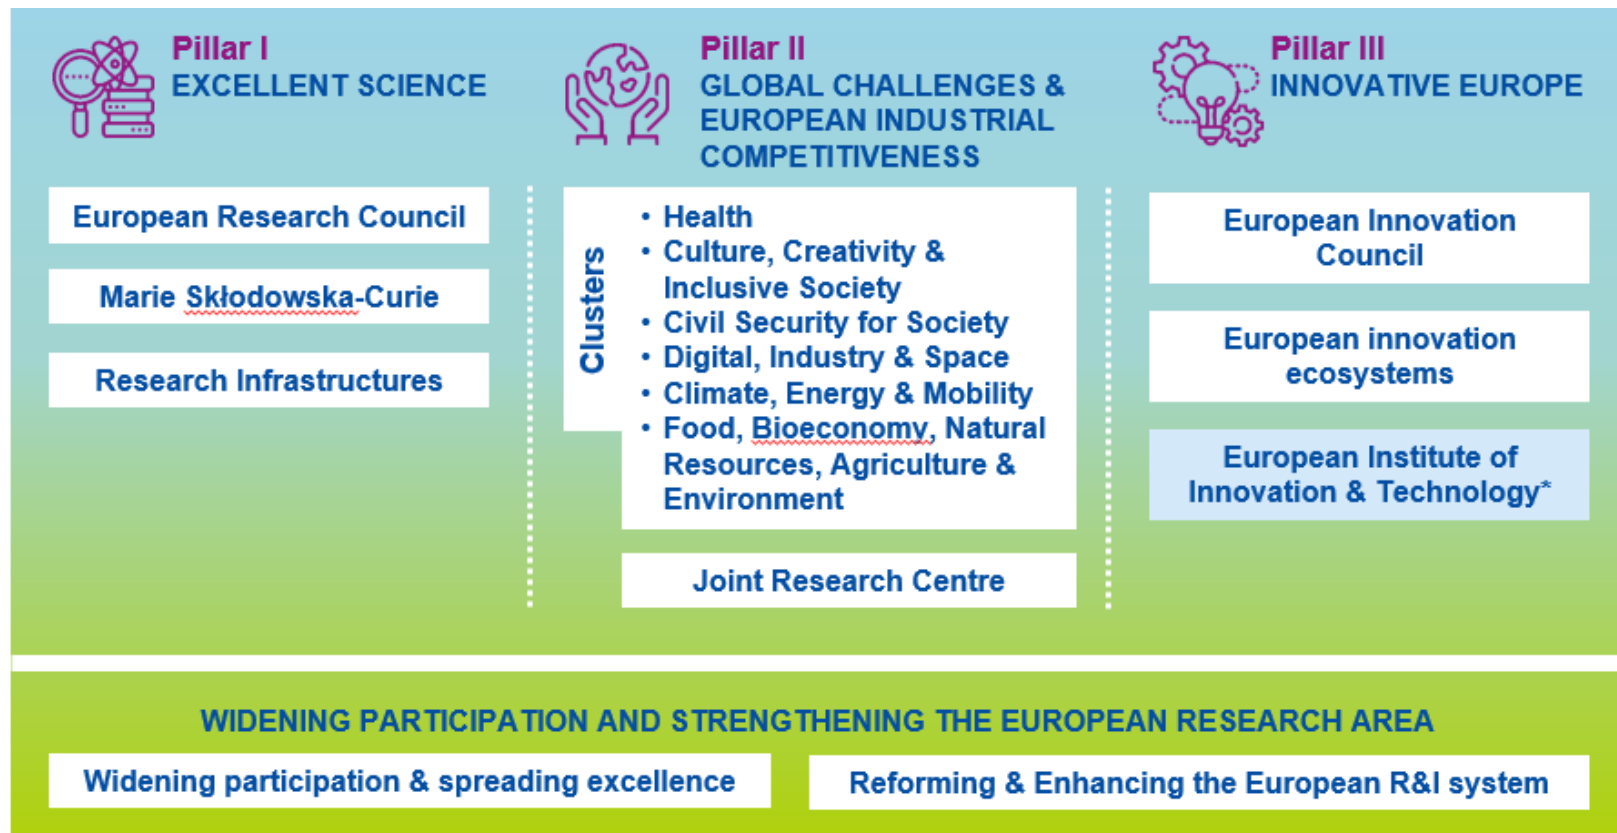 Pillar I
EXCELLENT SCIENCE
European Research Council
Marie Skłodowska-Curie
Research Infrastructures
Pillar II
GLOBAL CHALLENGES &
EUROPEAN INDUSTRIAL
COMPETITIVENESS
Clusters
• Health
• Culture, Creativity &
Inclusive Society
• Civil Security for Society
• Digital, Industry & Space
• Climate, Energy & Mobility
• Food, Bioeconomy, Natural
Resources, Agriculture &
Environment
Joint Research Centre
Pillar III
INNOVATIVE EUROPE
European Innovation
Council
European innovation
ecosystems
European Institute of
Innovation & Technology*
WIDENING PARTICIPATION AND STRENGTHENING THE EUROPEAN RESEARCH AREA
Widening participation & spreading excellence
Reforming & Enhancing the European R&I system